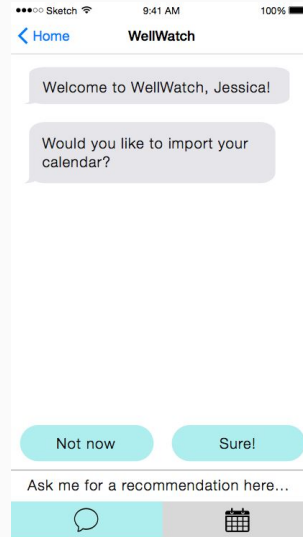 Sketch 9:41 AM 100%
Home WellWatch
Welcome to WellWatch, Jessica!
Would you like to import your
calendar?
Not now Sure!
Ask me for a recommendation here...